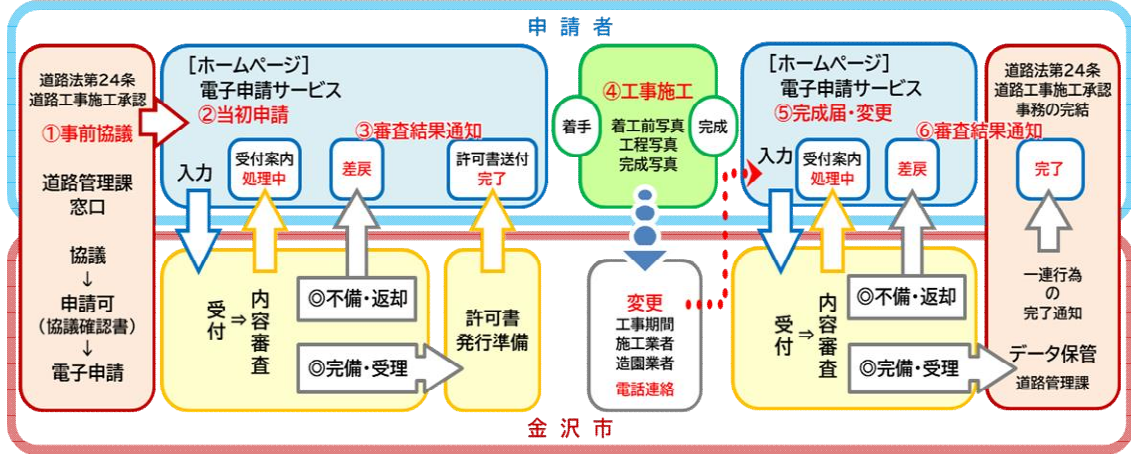 申請者
道路法第24条
道路工事施工承認
①事前協議
道路管理課
窓口
協議
↓
申請可
（協議確認書）
↓
電子申請
［ホームページ］
電子申請サービス
②当初申請
③審査結果通知
入力
受付案内
処理中
差戻
許可書送付
完了
受付
⇒
内容審査
◎不備・返却
◎完備・受理
許可書
発行準備
④工事施工
着手
着工前写真
工程写真
完成写真
完成
変更
工事期間
施工業者
造園業者
電話連絡
［ホームページ］
電子申請サービス
⑤完成届・変更
⑥審査結果通知
入力
受付案内
処理中
差戻
受付
⇒
内容審査
◎不備・返却
◎完備・受理
道路法第24条
道路工事施工承認
事務の完結
完了
一連行為
の
完了通知
データ保管
道路管理課
金沢市